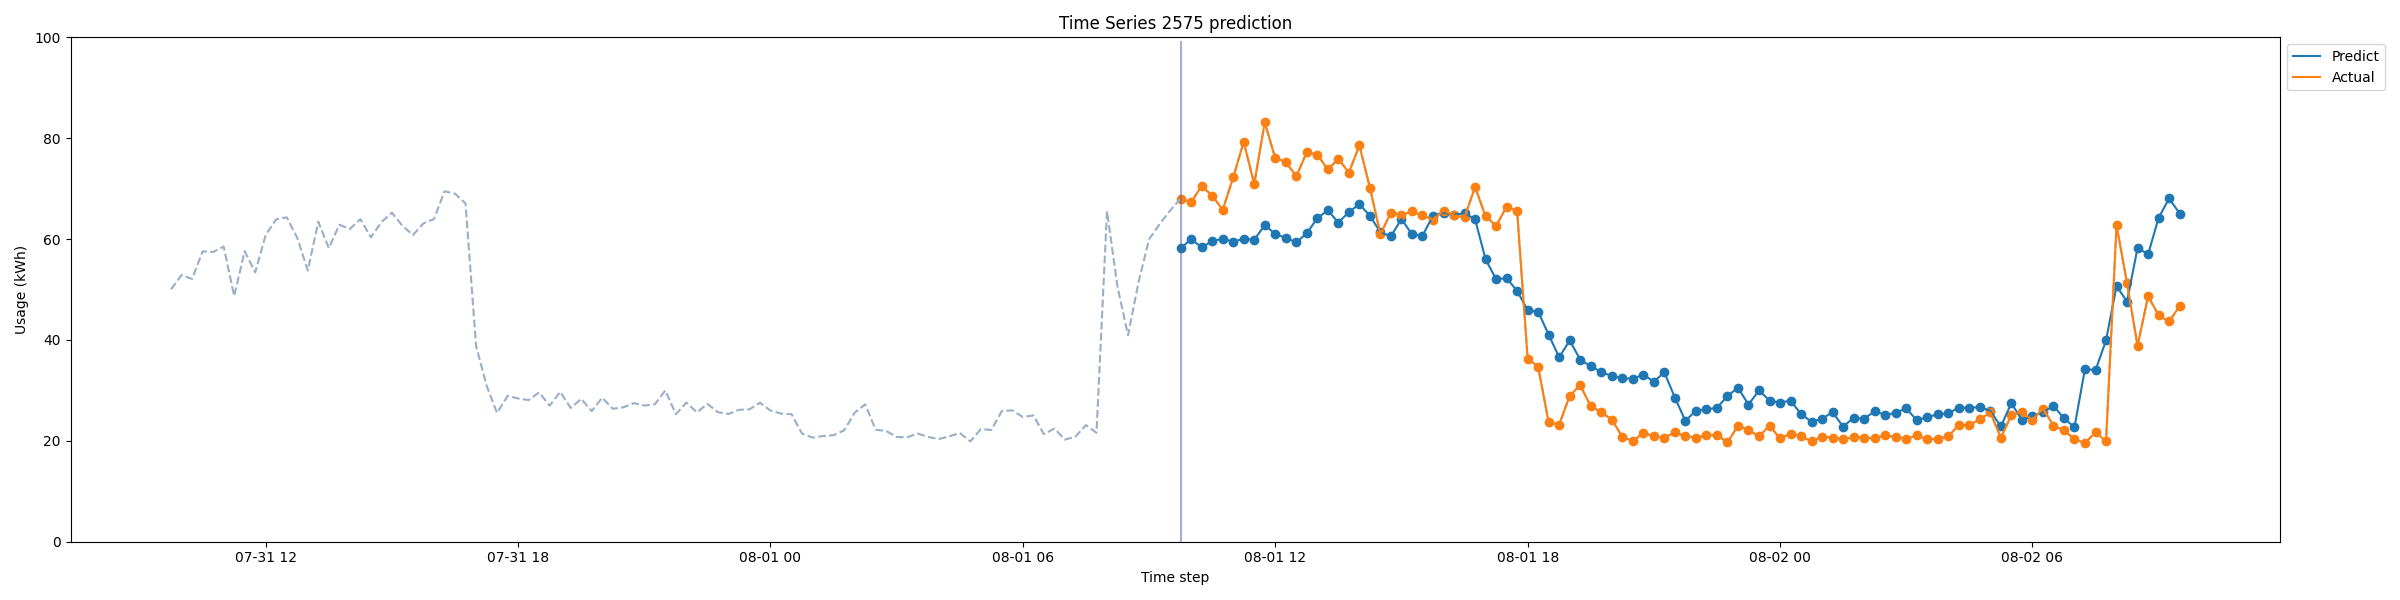 Time Series 2575 prediction
Predict
Actual
Usage (kWh)
100
80
60
40
20
0
07-31 12
07-31 18
08-01 00
08-01 06
08-01 12
08-01 18
08-02 00
08-02 06
Time step